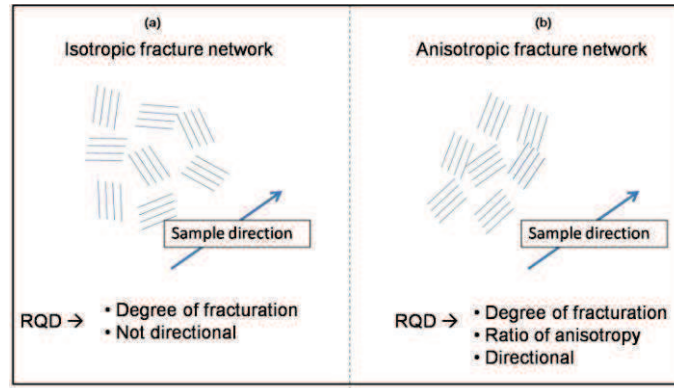 (a)
Isotropic fracture network
Sample direction
RQD →
• Degree of fracturation
• Not directional
(b)
Anisotropic fracture network
Sample direction
RQD →
• Degree of fracturation
• Ratio of anisotropy
• Directional